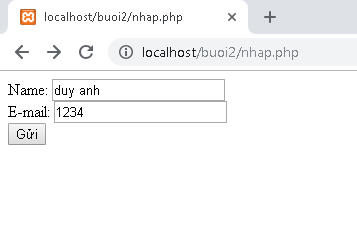 localhost/buoi2/nhap.php
localhost/buoi2/nhap.php
Name: duy anh
E-mail: 1234
Gửi